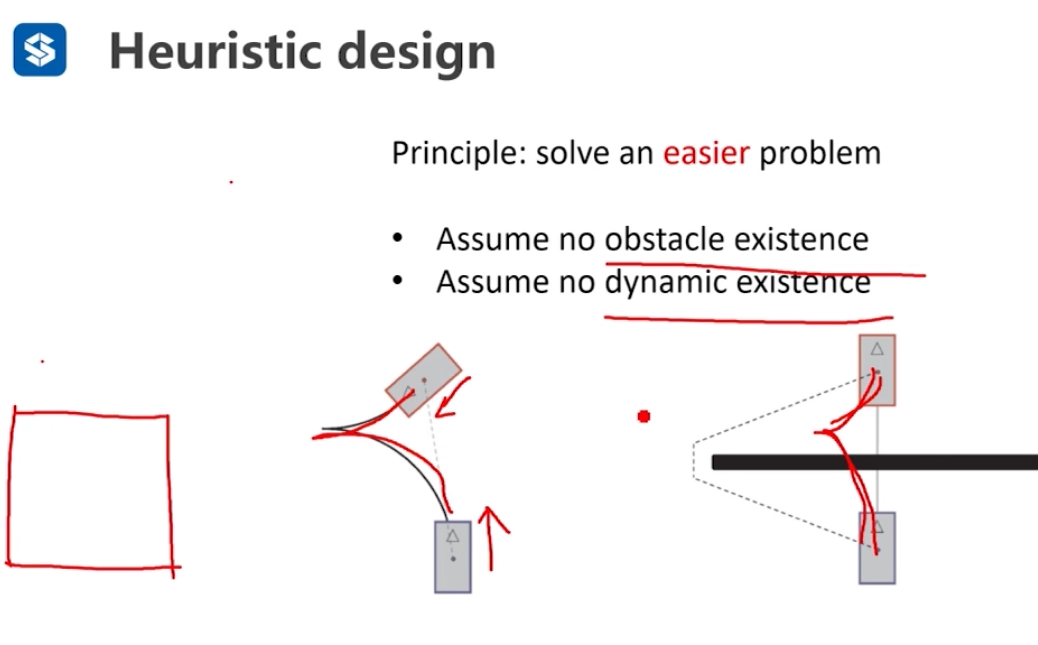 Heuristic design
Principle: solve an easier problem
• Assume no obstacle existence
• Assume no dynamic existence